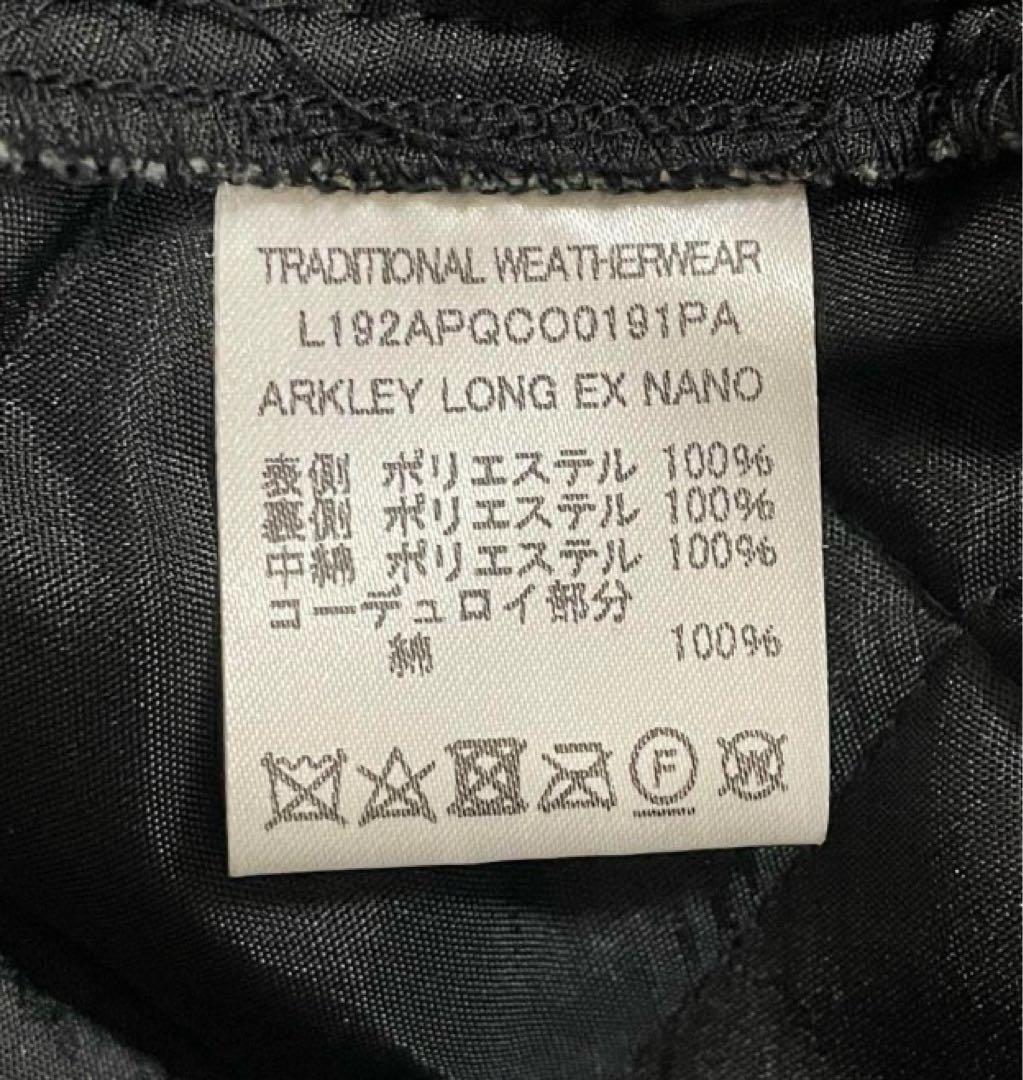 TRADITIONAL WEATHERWEAR
L192APQCO0191PA
ARKLEY LONG EX NANO
表側 ポリエステル 100%
裏側 ポリエステル 100%
中綿 ポリエステル 100%
コーデュロイ部分
綿 100%
F W